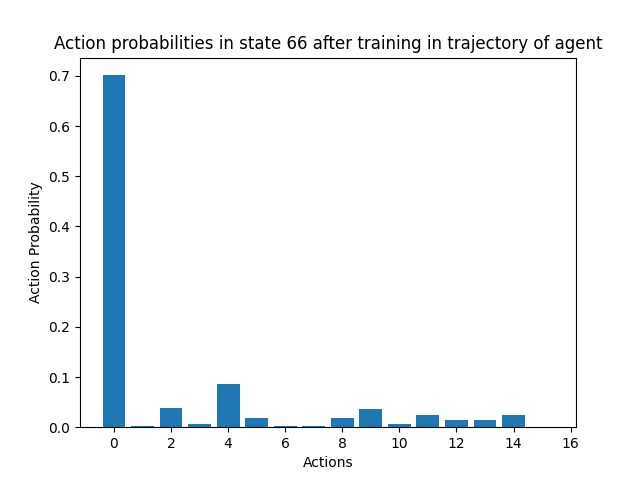 Action probabilities in state 66 after training in trajectory of agent
0.7
0.6
0.5
0.4
0.3
0.2
0.1
0.0
Action Probability
0 2 4 6 8 10 12 14 16
Actions